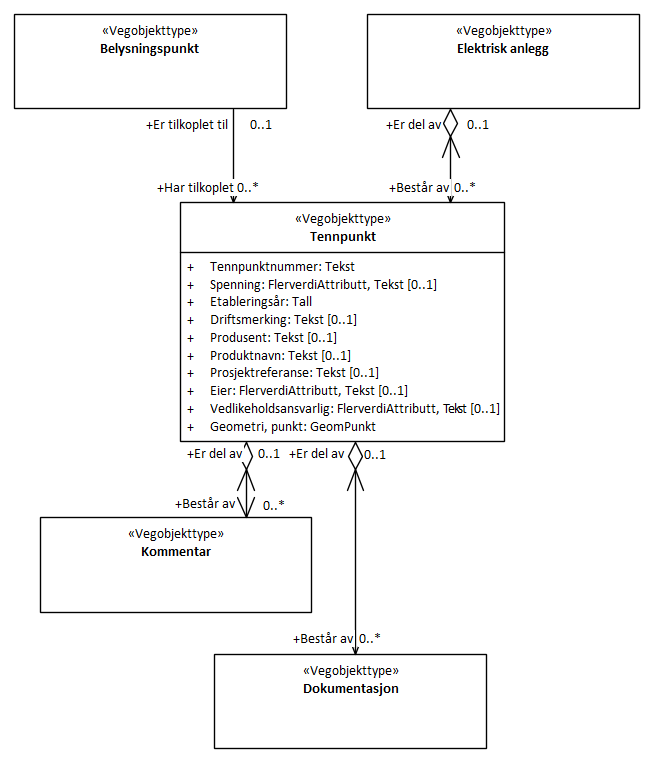 «Vegobjekttype»
Belysningspunkt
«Vegobjekttype»
Elektrisk anlegg
+Er tilkoplet til 0..1
+Er del av 0..1
+Har tilkoplet 0..*
+Består av 0..*
«Vegobjekttype»
Tennpunkt
+ Tennpunktnummer: Tekst
+ Spenning: FlerverdiAttributt, Tekst [0..1]
+ Etableringsår: Tall
+ Driftsmerking: Tekst [0..1]
+ Produsent: Tekst [0..1]
+ Produktnavn: Tekst [0..1]
+ Prosjektreferanse: Tekst [0..1]
+ Eier: FlerverdiAttributt, Tekst [0..1]
+ Vedlikeholdsansvarlig: FlerverdiAttributt, Tekst [0..1]
+ Geometri, punkt: GeomPunkt
+Er del av 0..1
+Er del av 0..1
+Består av 0..*
«Vegobjekttype»
Kommentar
+Består av 0..*
«Vegobjekttype»
Dokumentasjon